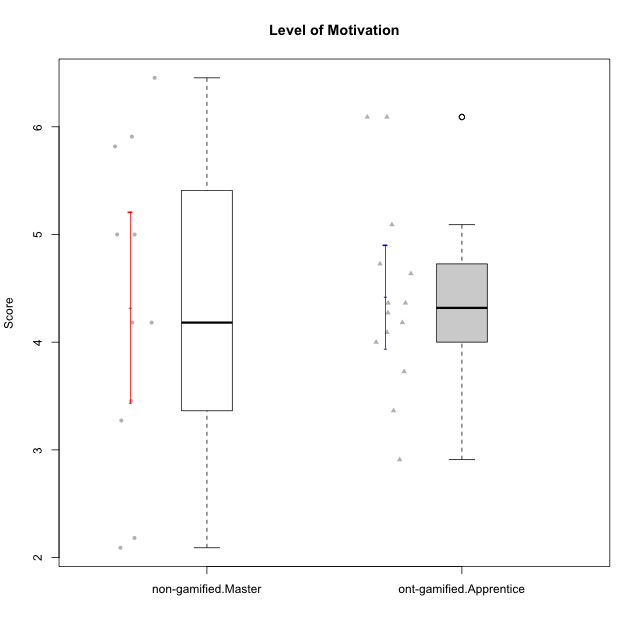 Level of Motivation
Score
6
5
4
3
2
non-gamified.Master
ont-gamified.Apprentice